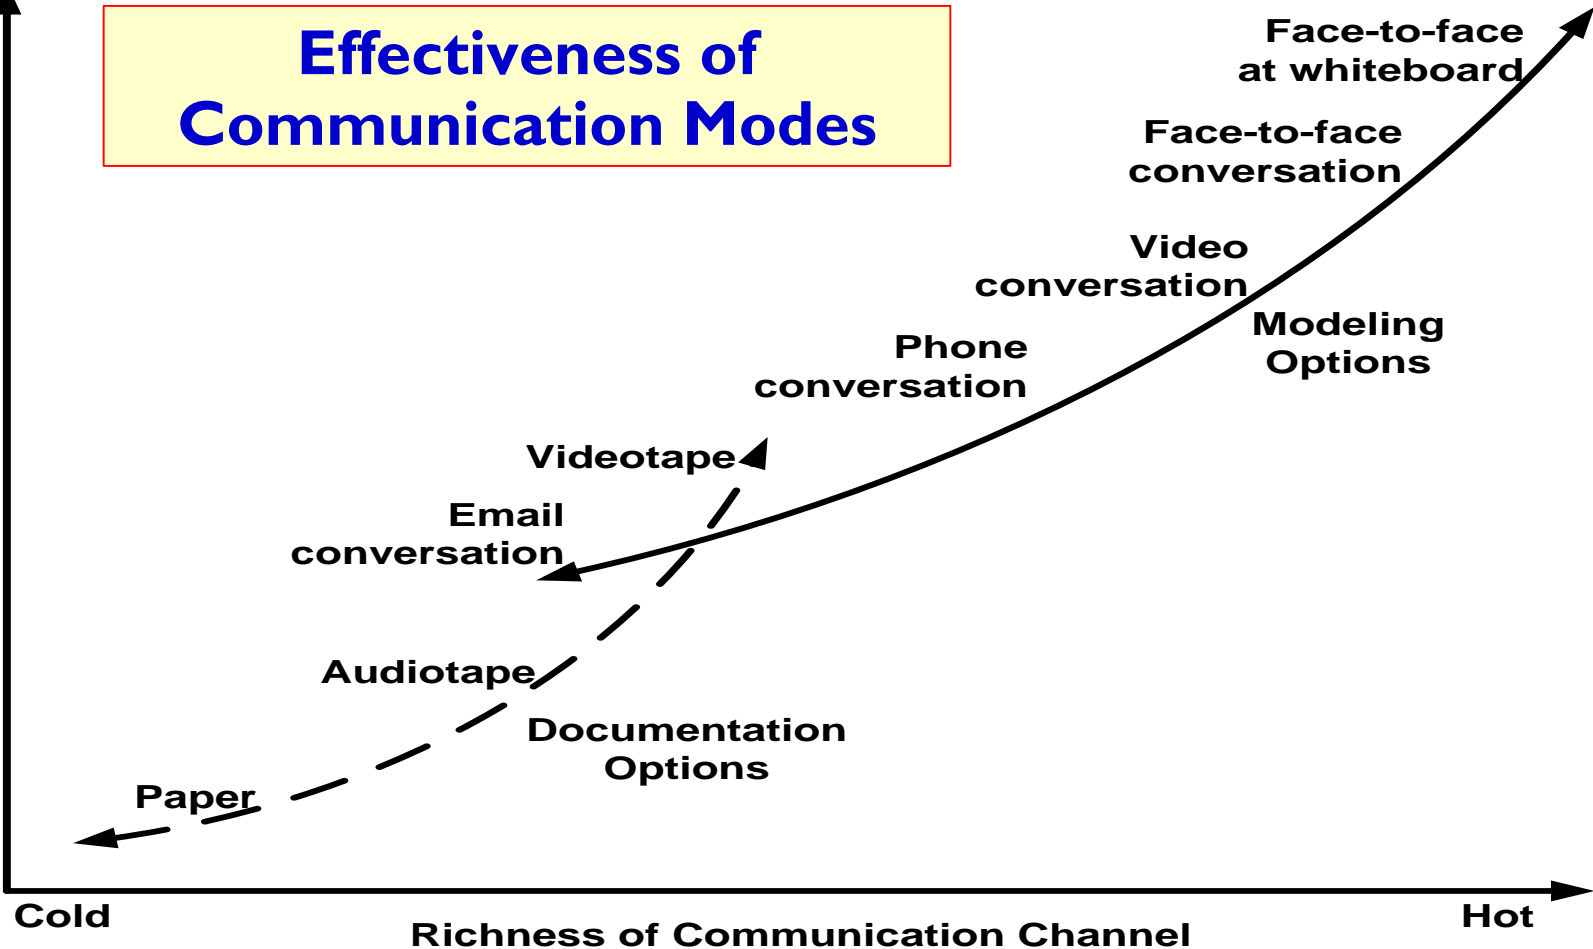 Effectiveness of
Communication Modes
Face-to-face
at whiteboard
Face-to-face
conversation
Video
conversation
Modeling
Options
Phone
conversation
Videotape
Email
conversation
Audiotape
Documentation
Options
Paper
Cold
Hot
Richness of Communication Channel